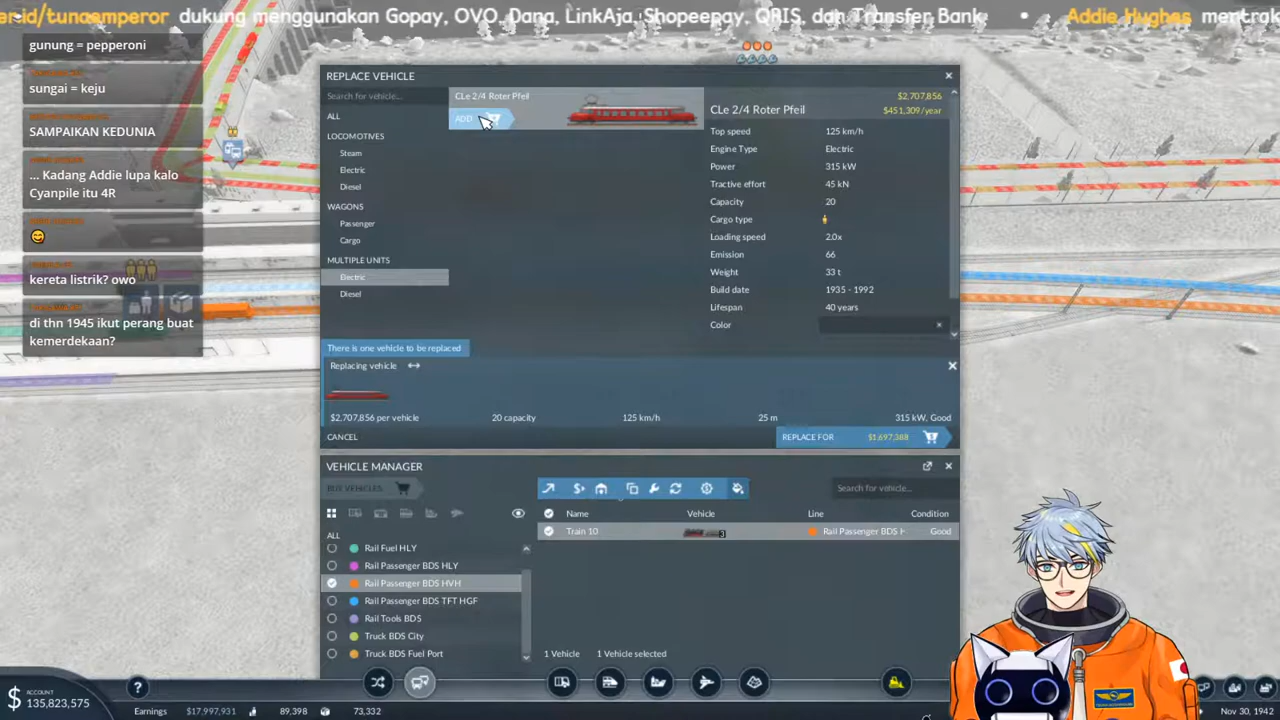 er.id/tunaemperor dukung menggunakan Gopay, OVO, Dana, LinkAja, Shopeepay, QRIS, dan Transfer Bank. • Addie Hughes mentrak
gunung = pepperoni
sungai = keju
SAMPAIKAN KEDUNIA
... Kadang Addie lupa kalo
Cyanpile itu 4R
kereta listrik? owo
di thn 1945 ikut perang buat
kemerdekaan?
REPLACE VEHICLE
Search for vehicle...
ALL
LOCOMOTIVES
Steam
Electric
Diesel
WAGONS
Passenger
Cargo
MULTIPLE UNITS
Electric
Diesel
CLe 2/4 Roter Pfeil
ADD
CLe 2/4 Roter Pfeil
$2,707,856
$451,309/year
Top speed 125 km/h
Engine Type Electric
Power 315 kW
Tractive effort 45 kN
Capacity 20
Cargo type
Loading speed 2.0x
Emission 66
Weight 33 t
Build date 1935 - 1992
Lifespan 40 years
Color
There is one vehicle to be replaced
Replacing vehicle
$2,707,856 per vehicle 20 capacity 125 km/h 25 m 315 kW, Good
CANCEL
REPLACE FOR $1,697,388
VEHICLE MANAGER
BUY VEHICLES
Search for vehicle...
ALL
Rail Fuel HLY
Rail Passenger BDS HLY
Rail Passenger BDS HVH
Rail Passenger BDS TFT HGF
Rail Tools BDS
Truck BDS City
Truck BDS Fuel Port
Name Vehicle Line Condition
Train 10 3 Rail Passenger BDS H Good
1 Vehicle 1 Vehicle selected
$ ACCOUNT
135,823,575
?
Earnings $17,997,931 89,398 73,332
Nov 30, 1942